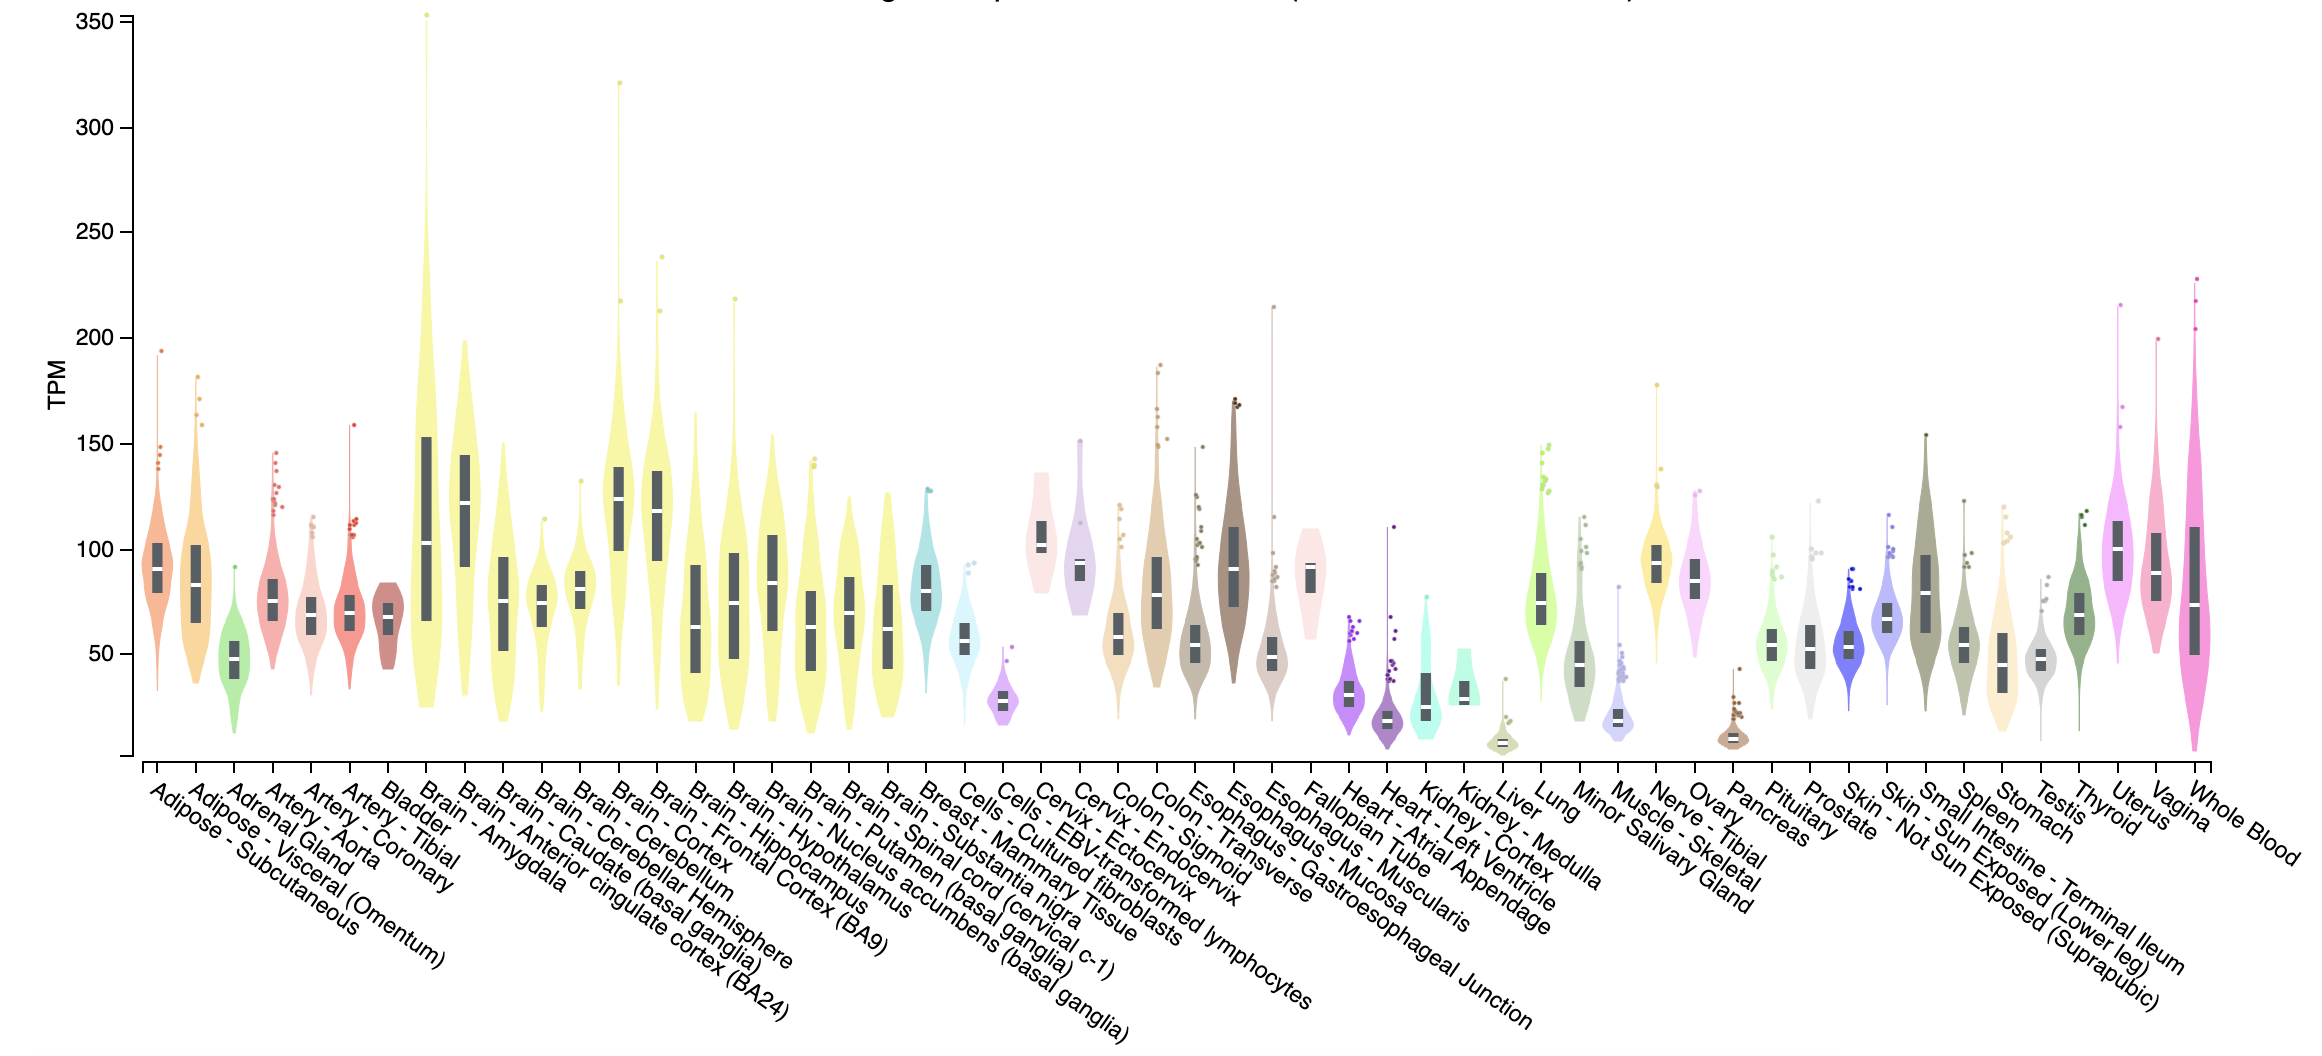 350
300
250
200
150
100
50
TPM
Adipose - Subcutaneous
Adipose - Visceral (Omentum)
Adrenal Gland
Artery - Aorta
Artery - Coronary
Artery - Tibial
Bladder
Brain - Amygdala
Brain - Anterior cingulate cortex (BA24)
Brain - Caudate (basal ganglia)
Brain - Cerebellar Hemisphere
Brain - Cerebellum
Brain - Cortex
Brain - Frontal Cortex (BA9)
Brain - Hippocampus
Brain - Hypothalamus
Brain - Nucleus accumbens (basal ganglia)
Brain - Putamen (basal ganglia)
Brain - Spinal cord (cervical c-1)
Brain - Substantia nigra
Breast - Mammary Tissue
Cells - Cultured fibroblasts
Cells - EBV-transformed lymphocytes
Cervix - Ectocervix
Cervix - Endocervix
Colon - Sigmoid
Colon - Transverse
Esophagus - Gastroesophageal Junction
Esophagus - Mucosa
Esophagus - Muscularis
Fallopian Tube
Heart - Atrial Appendage
Heart - Left Ventricle
Kidney - Cortex
Kidney - Medulla
Liver
Lung
Minor Salivary Gland
Muscle - Skeletal
Nerve - Tibial
Ovary
Pancreas
Pituitary
Prostate
Skin - Not Sun Exposed (Suprapubic)
Skin - Sun Exposed (Lower leg)
Small Intestine - Terminal Ileum
Spleen
Stomach
Testis
Thyroid
Uterus
Vagina
Whole Blood